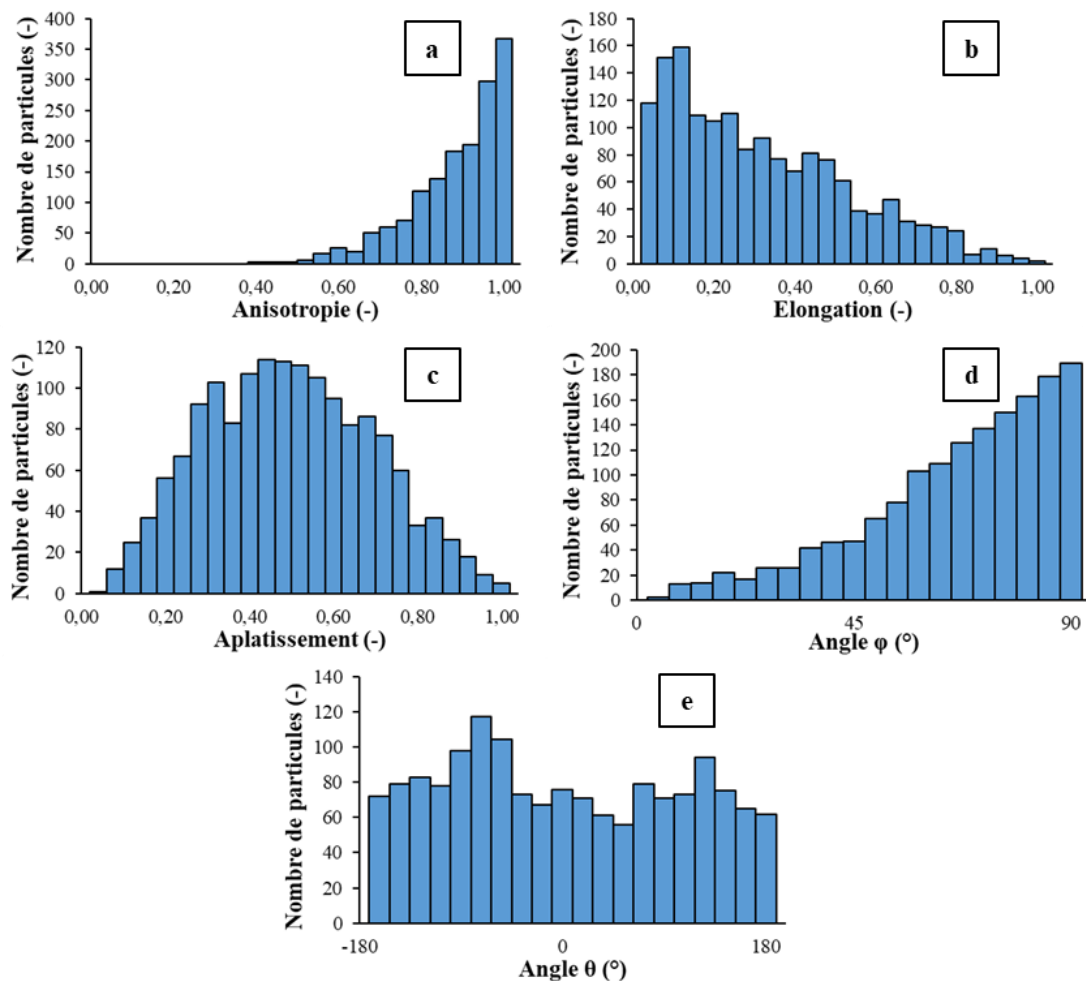 a
Nombre de particules (-)
400
350
300
250
200
150
100
50
0
0,00 0,20 0,40 0,60 0,80 1,00
Anisotropie (-)
b
Nombre de particules (-)
180
160
140
120
100
80
60
40
20
0
0,00 0,20 0,40 0,60 0,80 1,00
Elongation (-)
c
Nombre de particules (-)
120
100
80
60
40
20
0
0,00 0,20 0,40 0,60 0,80 1,00
Aplatissement (-)
d
Nombre de particules (-)
200
180
160
140
120
100
80
60
40
20
0
0 45 90
Angle φ (°)
e
Nombre de particules (-)
140
120
100
80
60
40
20
0
-180 0 180
Angle θ (°)